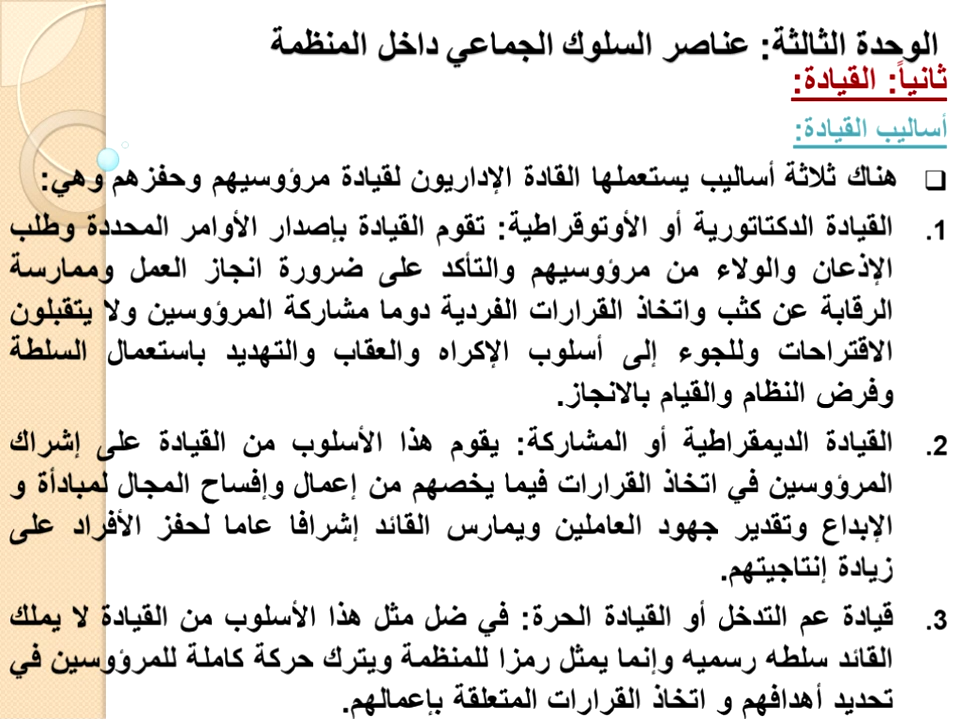 الوحدة الثالثة: عناصر السلوك الجماعي داخل المنظمة
ثانياً: القيادة:
أساليب القيادة:
❑ هناك ثلاثة أساليب يستعملها القادة الإداريون لقيادة مرؤوسيهم وحفزهم وهي:
1. القيادة الدكتاتورية أو الأوتوقراطية: تقوم القيادة بإصدار الأوامر المحددة وطلب
الإذعان والولاء من مرؤوسيهم والتأكد على ضرورة انجاز العمل وممارسة
الرقابة عن كثب واتخاذ القرارات الفردية دوما مشاركة المرؤوسين ولا يتقبلون
الاقتراحات وللجوء إلى أسلوب الإكراه والعقاب والتهديد باستعمال السلطة
وفرض النظام والقيام بالانجاز.
2. القيادة الديمقراطية أو المشاركة: يقوم هذا الأسلوب من القيادة على إشراك
المرؤوسين في اتخاذ القرارات فيما يخصهم من إعمال وإفساح المجال لمبادأة و
الإبداع وتقدير جهود العاملين ويمارس القائد إشرافا عاما لحفز الأفراد على
زيادة إنتاجيتهم.
3. قيادة عم التدخل أو القيادة الحرة: في ضل مثل هذا الأسلوب من القيادة لا يملك
القائد سلطه رسميه وإنما يمثل رمزا للمنظمة ويترك حركة كاملة للمرؤوسين في
تحديد أهدافهم و اتخاذ القرارات المتعلقة بإعمالهم.